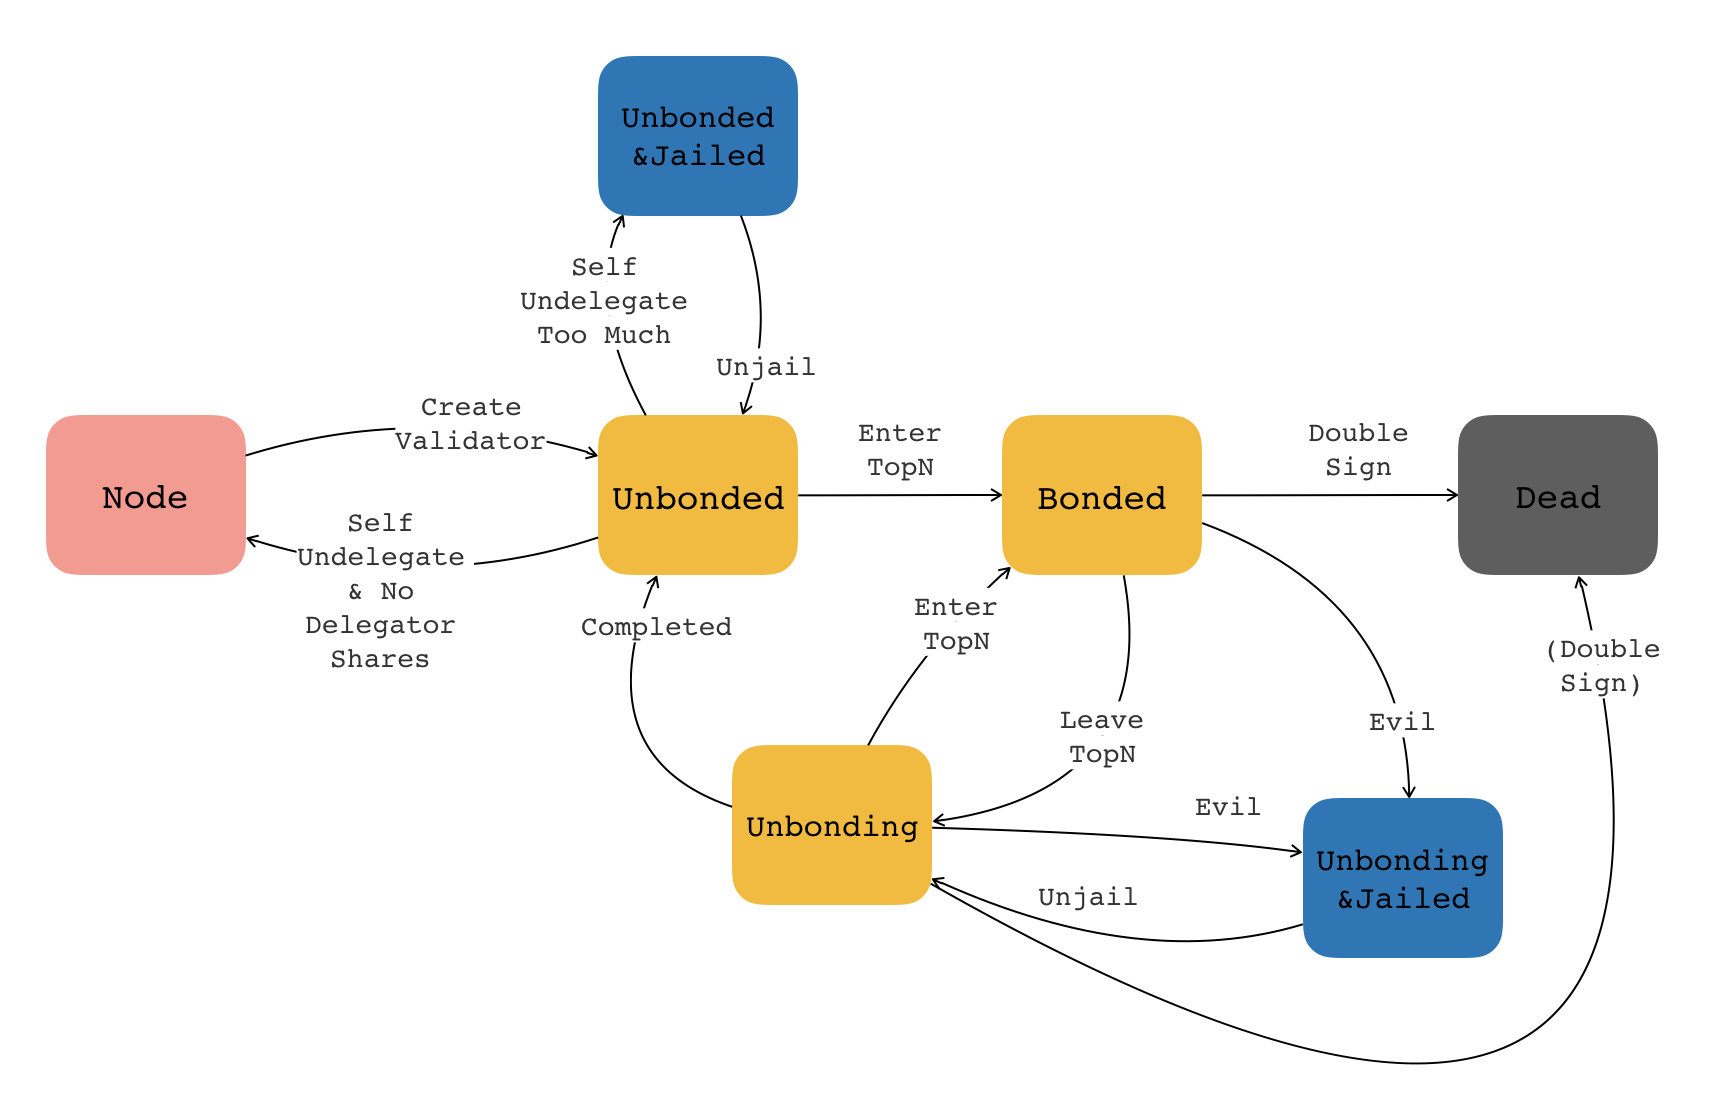 Unbonded
&Jailed
Self
Undelegate
Too Much
Unjail
Create
Validator
Enter
TopN
Double
Sign
Node
Unbonded
Bonded
Dead
Self
Undelegate
& No
Delegator
Shares
Completed
Enter
TopN
(Double
Sign)
Leave
TopN
Evil
Evil
Unbonding
Unbonding
&Jailed
Unjail